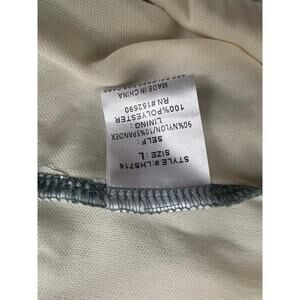 STYLE#:LHS716
SIZE: L
SELF:
90%NYLON/10%SPANDEX
LINING:
100%POLYESTER
RN #152590
MADE IN CHINA